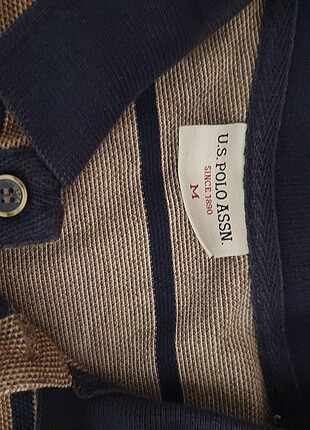 U.S. POLO ASSN.
SINCE 1890
M